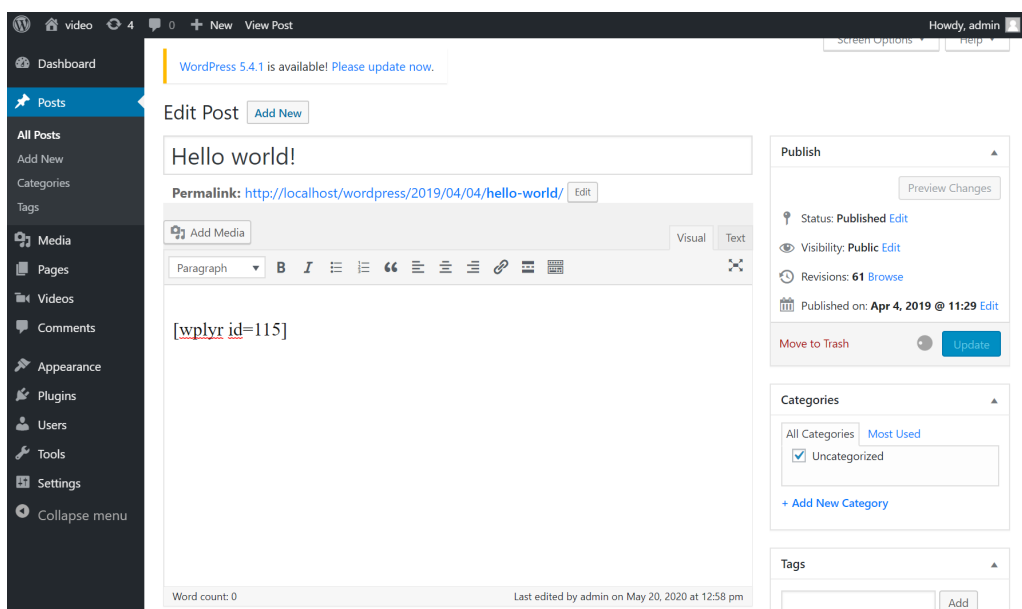 video 4 0 New View Post Howdy, admin
Screen Options Help
Dashboard
Posts
All Posts
Add New
Categories
Tags
Media
Pages
Videos
Comments
Appearance
Plugins
Users
Tools
Settings
Collapse menu
WordPress 5.4.1 is available! Please update now.
Edit Post Add New
Hello world!
Permalink: http://localhost/wordpress/2019/04/04/hello-world/ Edit
Add Media
Visual Text
Paragraph B I
[wplyr id=115]
Word count: 0 Last edited by admin on May 20, 2020 at 12:58 pm
Publish
Preview Changes
Status: Published Edit
Visibility: Public Edit
Revisions: 61 Browse
Published on: Apr 4, 2019 @ 11:29 Edit
Move to Trash Update
Categories
All Categories Most Used
Uncategorized
+ Add New Category
Tags
Add